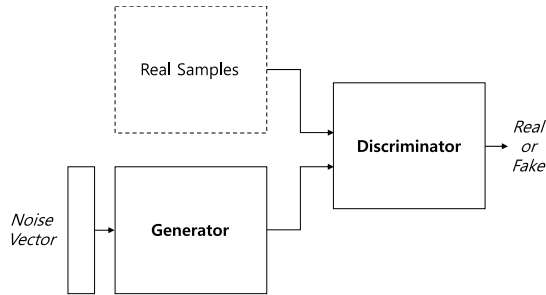 Real Samples
Discriminator
Real
or
Fake
Noise
Vector
Generator